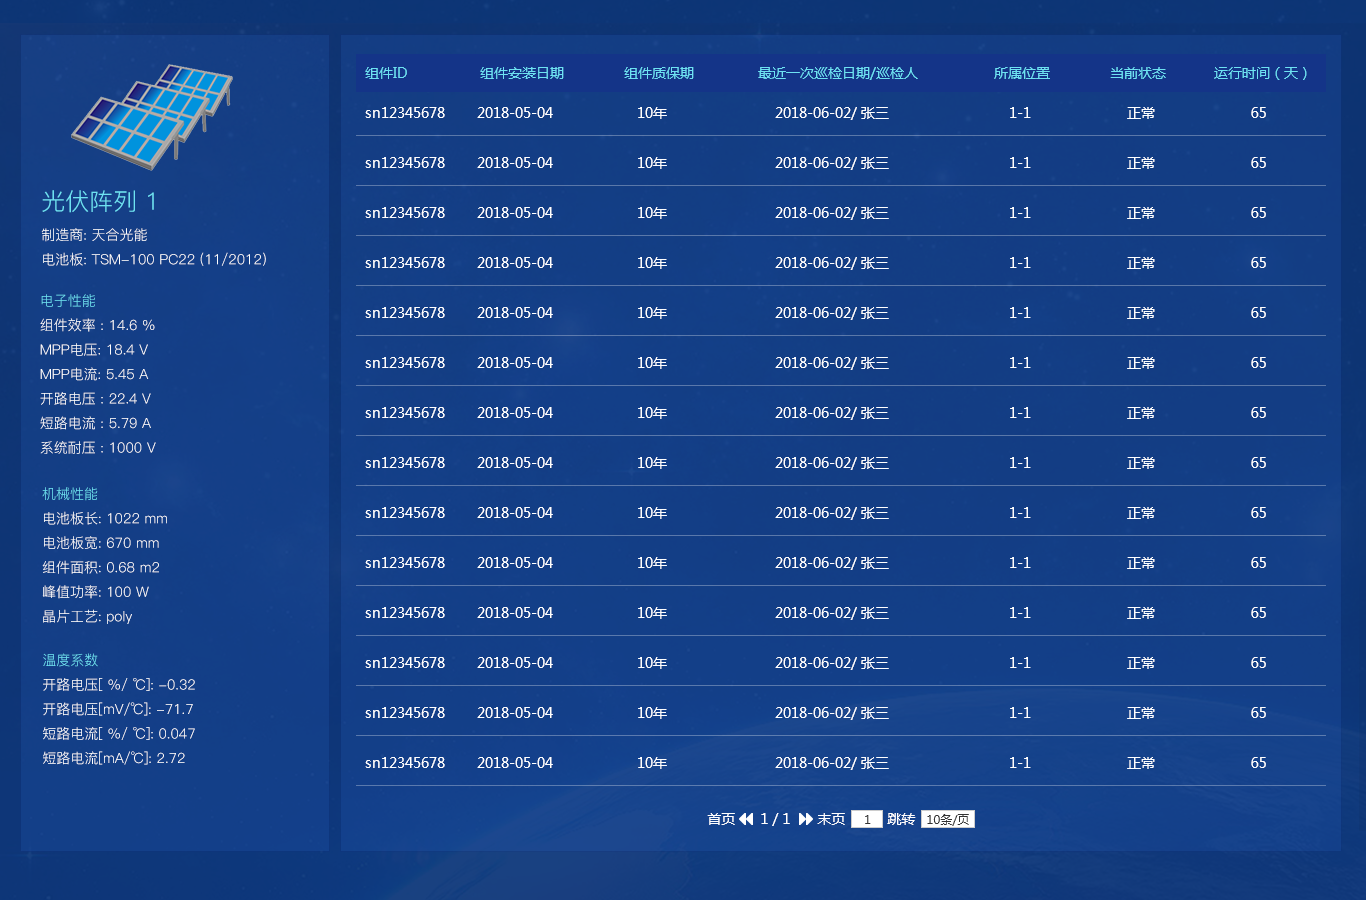 光伏阵列 1
制造商: 天合光能
电池板: TSM-100 PC22 (11/2012)
电子性能
组件效率 : 14.6 %
MPP电压: 18.4 V
MPP电流: 5.45 A
开路电压 : 22.4 V
短路电流 : 5.79 A
系统耐压 : 1000 V
机械性能
电池板长: 1022 mm
电池板宽: 670 mm
组件面积: 0.68 m2
峰值功率: 100 W
晶片工艺: poly
温度系数
开路电压[ %/ ℃]: -0.32
开路电压[mV/℃]: -71.7
短路电流[ %/ ℃]: 0.047
短路电流[mA/℃]: 2.72
组件ID 组件安装日期 组件质保期 最近一次巡检日期/巡检人 所属位置 当前状态 运行时间（天）
sn12345678 2018-05-04 10年 2018-06-02/ 张三 1-1 正常 65
sn12345678 2018-05-04 10年 2018-06-02/ 张三 1-1 正常 65
sn12345678 2018-05-04 10年 2018-06-02/ 张三 1-1 正常 65
sn12345678 2018-05-04 10年 2018-06-02/ 张三 1-1 正常 65
sn12345678 2018-05-04 10年 2018-06-02/ 张三 1-1 正常 65
sn12345678 2018-05-04 10年 2018-06-02/ 张三 1-1 正常 65
sn12345678 2018-05-04 10年 2018-06-02/ 张三 1-1 正常 65
sn12345678 2018-05-04 10年 2018-06-02/ 张三 1-1 正常 65
sn12345678 2018-05-04 10年 2018-06-02/ 张三 1-1 正常 65
sn12345678 2018-05-04 10年 2018-06-02/ 张三 1-1 正常 65
sn12345678 2018-05-04 10年 2018-06-02/ 张三 1-1 正常 65
sn12345678 2018-05-04 10年 2018-06-02/ 张三 1-1 正常 65
sn12345678 2018-05-04 10年 2018-06-02/ 张三 1-1 正常 65
sn12345678 2018-05-04 10年 2018-06-02/ 张三 1-1 正常 65
首页 1 / 1 末页 1 跳转 10条/页